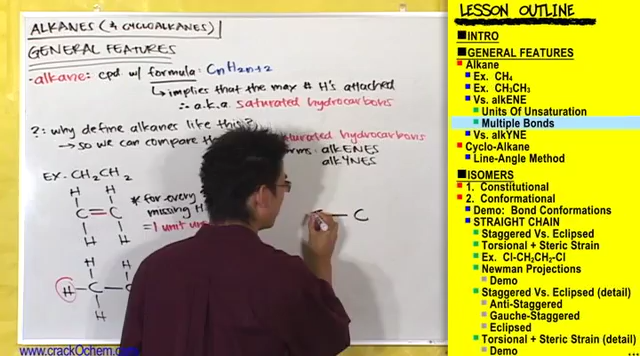 ALKANES (& CYCLOALKANES)
GENERAL FEATURES
-alkane: cpd w/ formula: CnH2n+2
↳ implies that the max # H's attached
∴ a.k.a. saturated hydrocarbons
?: why define alkanes like this?
→ so we can compare the saturated hydrocarbons
alkENES
alkYNES
Ex. CH2CH2
H H
C=C
H H
*for every
missing H
=1 unit
H H
H-C-
H
C
www.crackOchem.com
LESSON OUTLINE
INTRO
GENERAL FEATURES
Alkane
Ex. CH4
Ex. CH3CH3
Vs. alkENE
Units Of Unsaturation
Multiple Bonds
Vs. alkYNE
Cyclo-Alkane
Line-Angle Method
ISOMERS
1. Constitutional
2. Conformational
Demo: Bond Conformations
STRAIGHT CHAIN
Staggered Vs. Eclipsed
Torsional + Steric Strain
Ex. Cl-CH2CH2-Cl
Newman Projections
Demo
Staggered Vs. Eclipsed (detail)
Anti-Staggered
Gauche-Staggered
Eclipsed
Torsional + Steric Strain (detail)
Demo